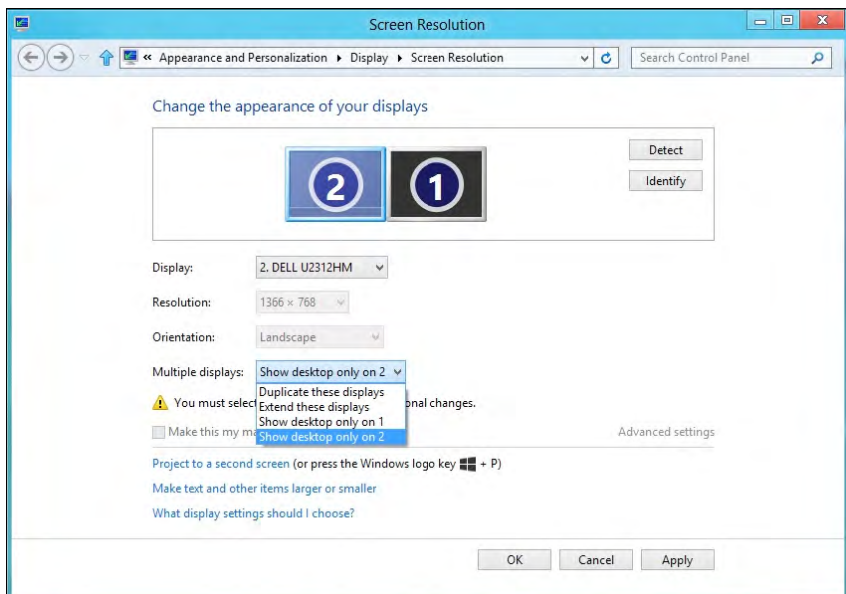 Screen Resolution
« Appearance and Personalization ▸ Display ▸ Screen Resolution
Search Control Panel
Change the appearance of your displays
2
1
Detect
Identify
Display: 2. DELL U2312HM
Resolution: 1366 × 768
Orientation: Landscape
Multiple displays: Show desktop only on 2
Duplicate these displays
You must select
Extend these displays
onal changes.
Show desktop only on 1
Make this my m
Show desktop only on 2
Advanced settings
Project to a second screen (or press the Windows logo key + P)
Make text and other items larger or smaller
What display settings should I choose?
OK Cancel Apply